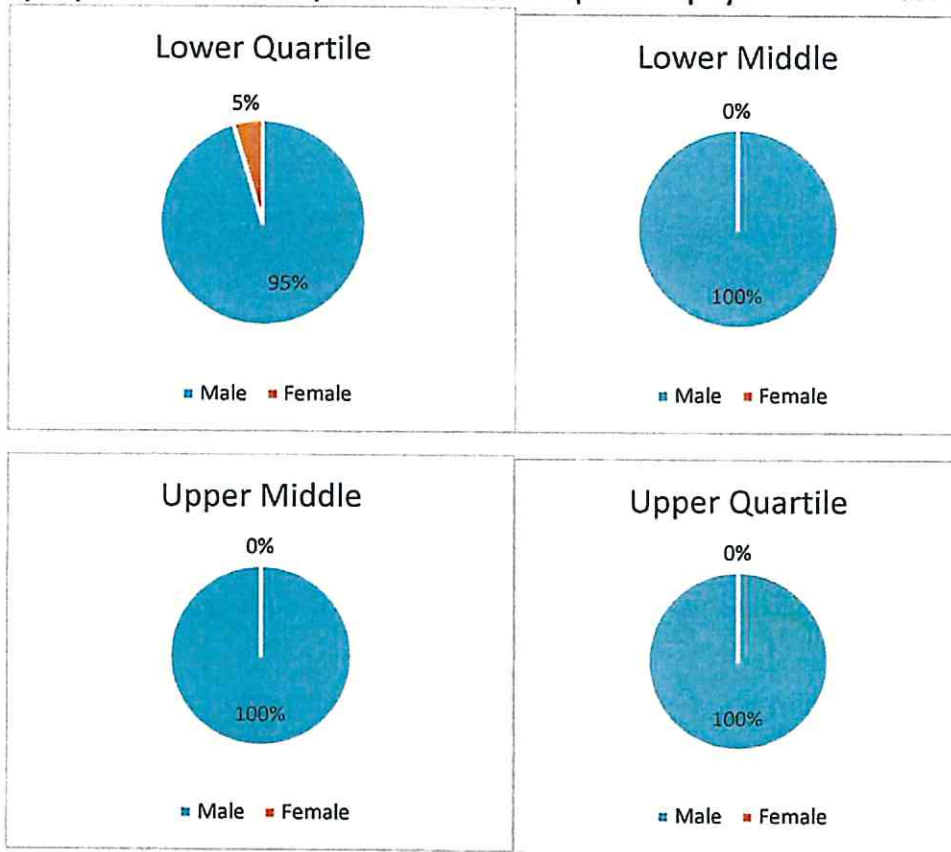 Lower Quartile
5%
95%
Male Female
Lower Middle
0%
100%
Male Female
Upper Middle
0%
100%
Male Female
Upper Quartile
0%
100%
Male Female